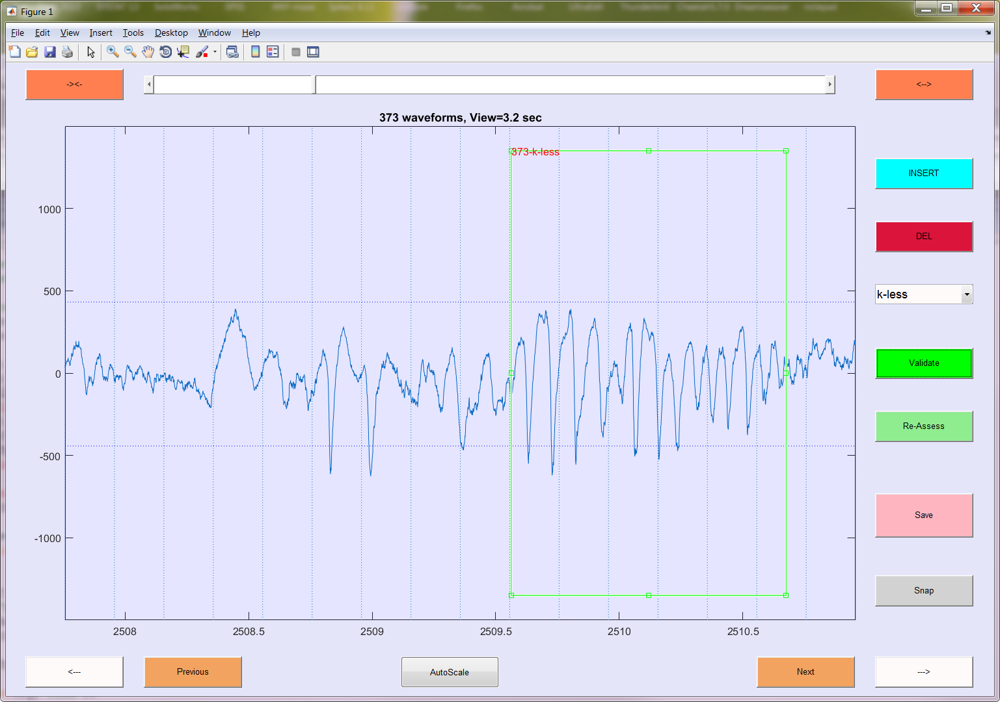 Figure 1
File Edit View Insert Tools Desktop Window Help
-><-
<-->
373 waveforms, View=3.2 sec
373-k-less
1000
500
0
-500
-1000
2508 2508.5 2509 2509.5 2510 2510.5
INSERT
DEL
k-less
Validate
Re-Assess
Save
Snap
<---
Previous
AutoScale
Next
--->